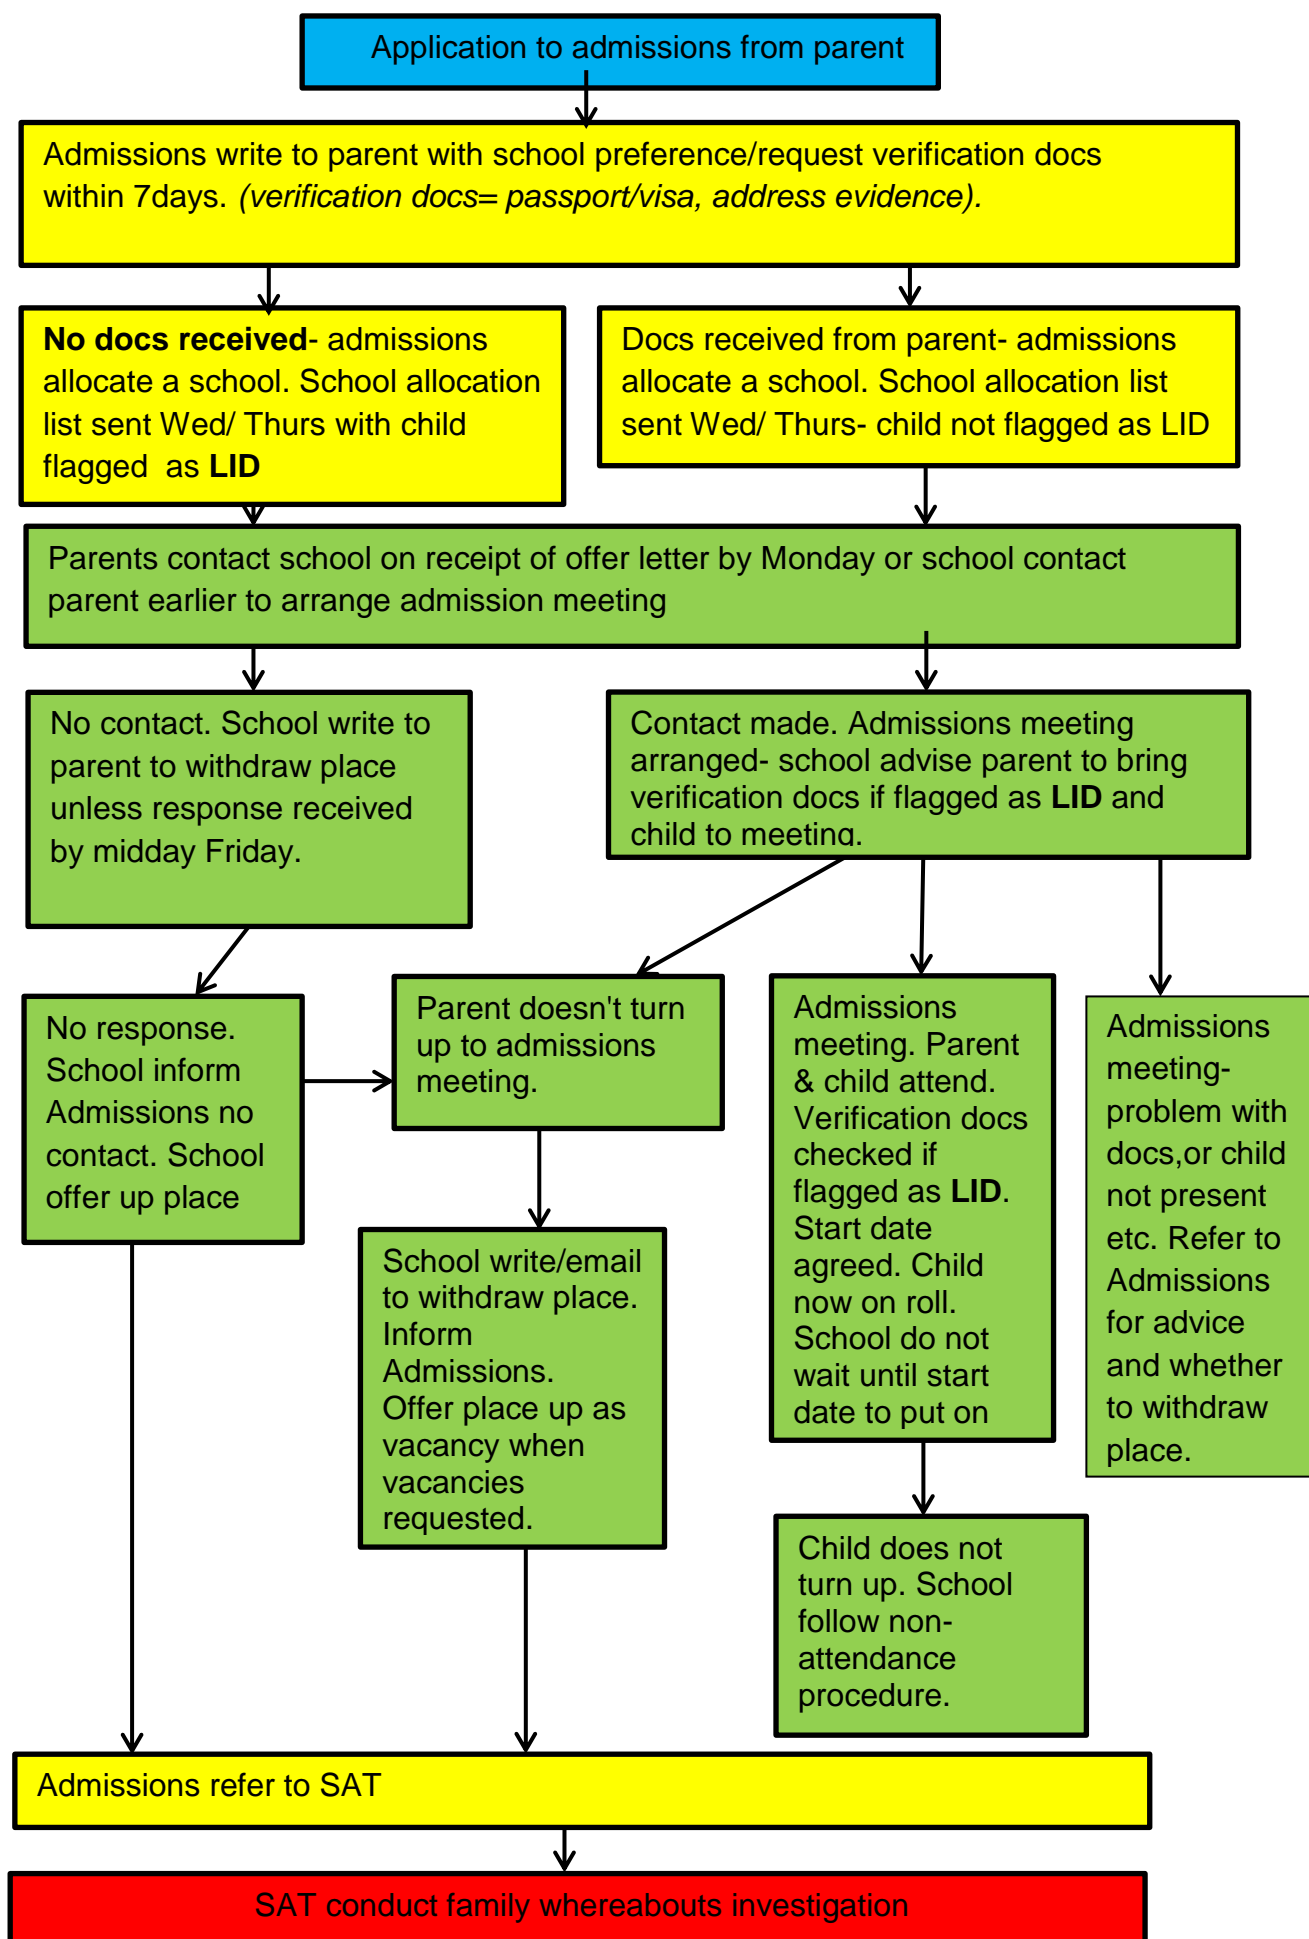 Application to admissions from parent
Admissions write to parent with school preference/request verification docs
within 7days. (verification docs= passport/visa, address evidence).
No docs received- admissions
allocate a school. School allocation
list sent Wed/ Thurs with child
flagged  as LID
Docs received from parent- admissions
allocate a school. School allocation list
sent Wed/ Thurs- child not flagged as LID
Parents contact school on receipt of offer letter by Monday or school contact
parent earlier to arrange admission meeting
No contact. School write to
parent to withdraw place
unless response received
by midday Friday.
Contact made. Admissions meeting
arranged- school advise parent to bring
verification docs if flagged as LID and
child to meeting.
No response.
School inform
Admissions no
contact. School
offer up place
Parent doesn't turn
up to admissions
meeting.
School write/email
to withdraw place.
Inform
Admissions.
Offer place up as
vacancy when
vacancies
requested.
Admissions
meeting. Parent
& child attend.
Verification docs
checked if
flagged as LID.
Start date
agreed. Child
now on roll.
School do not
wait until start
date to put on
Admissions
meeting-
problem with
docs,or child
not present
etc. Refer to
Admissions
for advice
and whether
to withdraw
place.
Child does not
turn up. School
follow non-
attendance
procedure.
Admissions refer to SAT
SAT conduct family whereabouts investigation